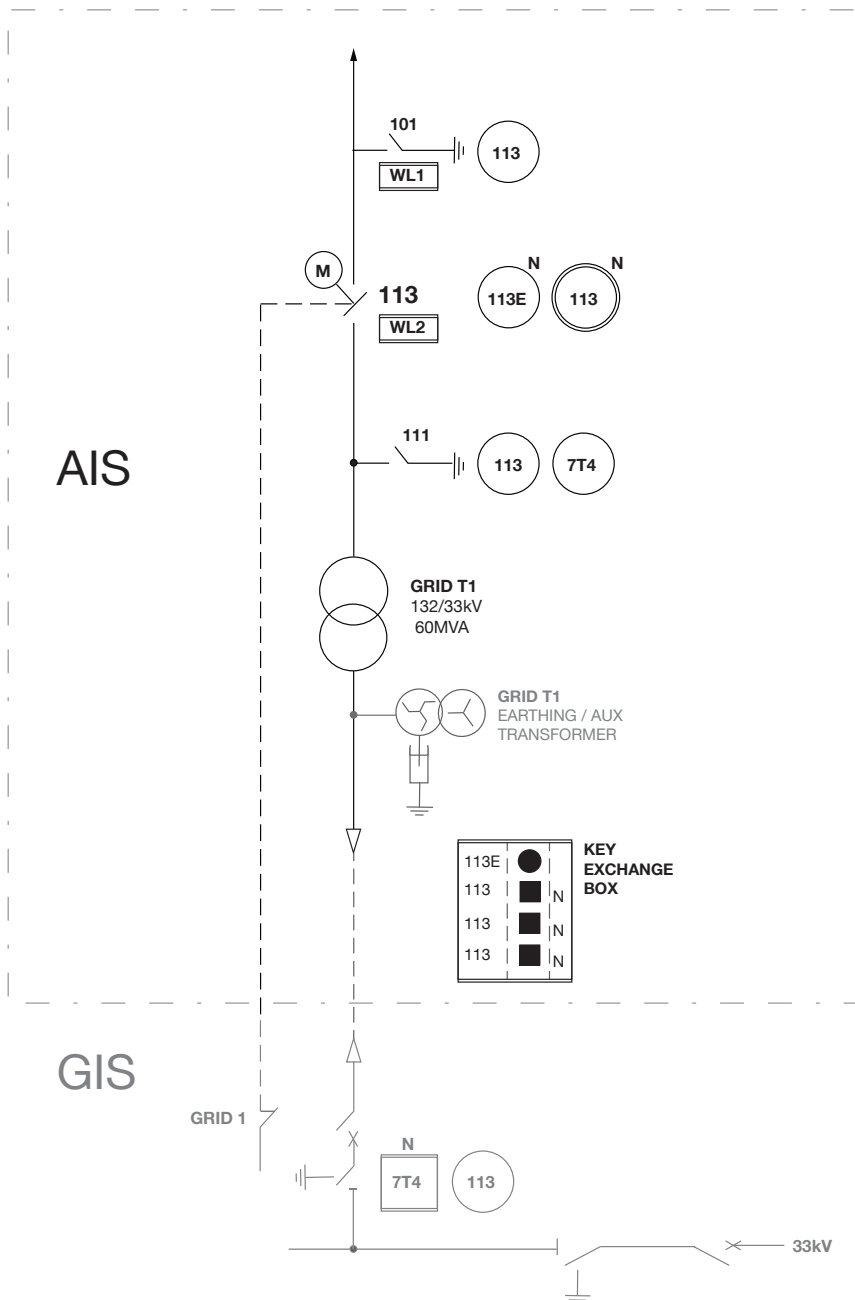 101
113
WL1
M
113
WL2
N
113E
N
113
111
113
7T4
AIS
GRID T1
132/33kV
60MVA
GRID T1
EARTHING / AUX
TRANSFORMER
KEY
EXCHANGE
BOX
113E
113 N
113 N
113 N
GIS
GRID 1
N
7T4
113
33kV